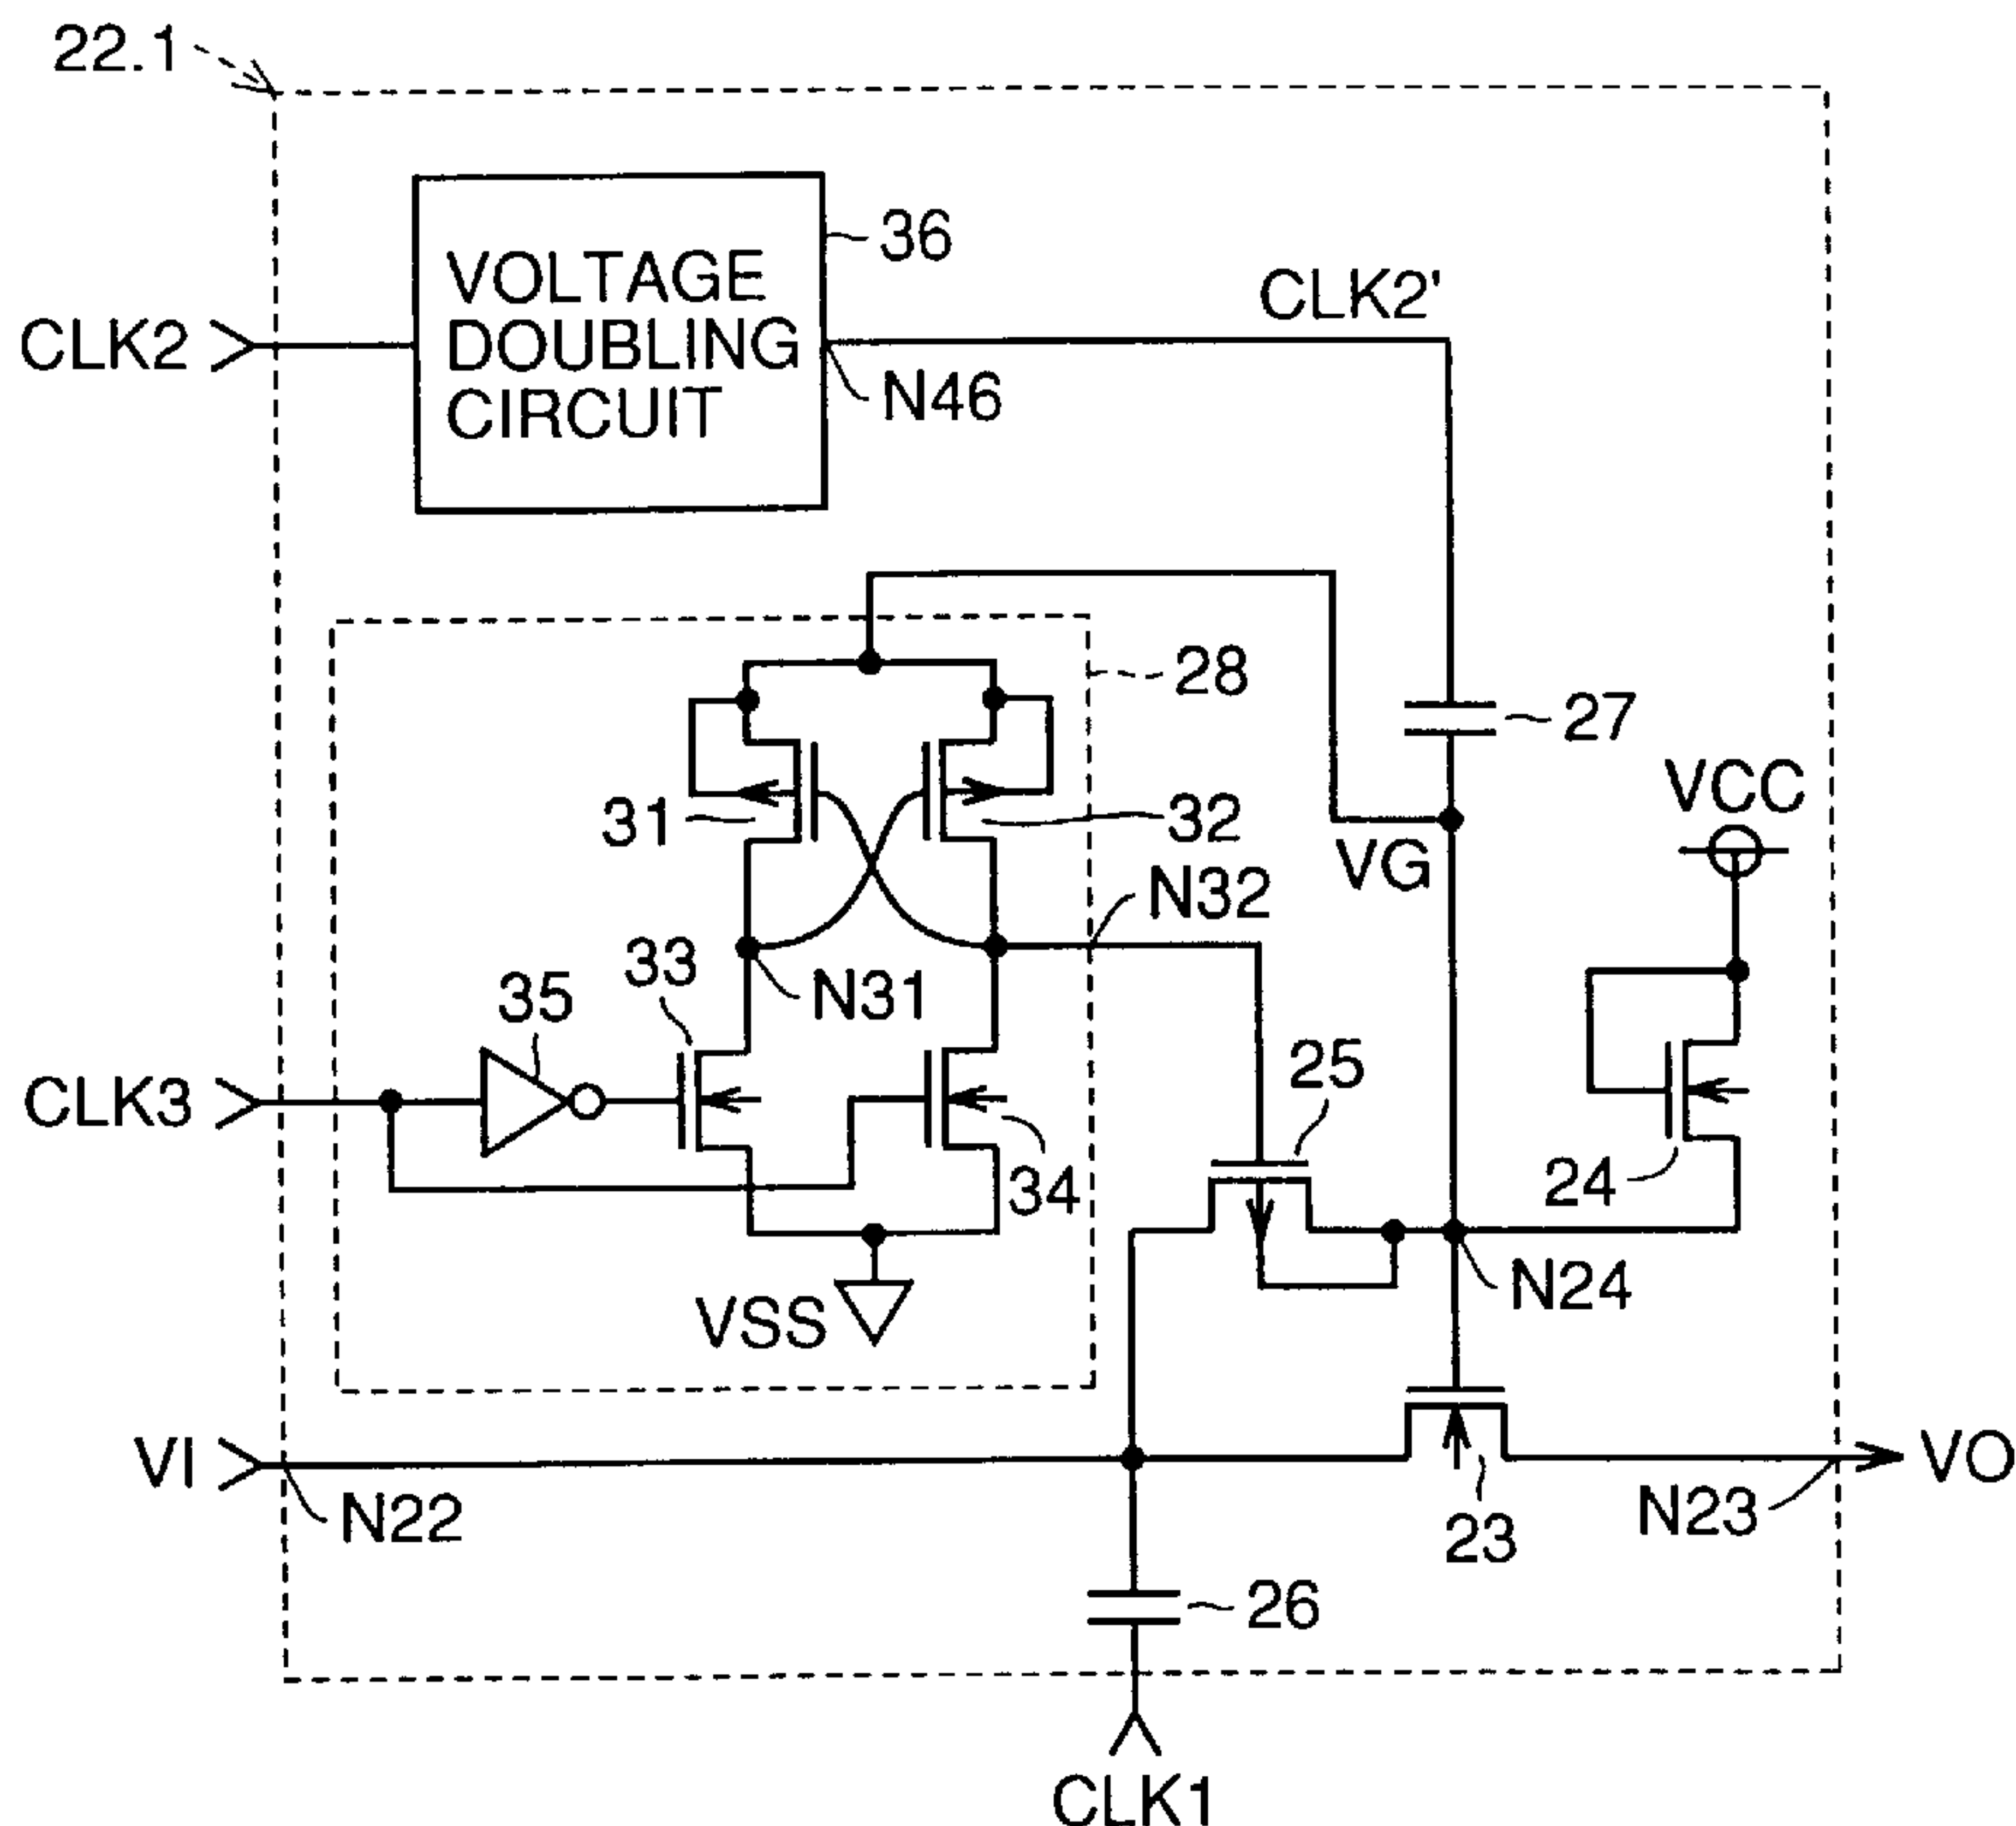 22.1
36
VOLTAGE
DOUBLING
CIRCUIT
CLK2'
CLK2
N46
28
27
VCC
31
32
VG
N32
33
N31
35
25
CLK3
34
24
N24
VSS
VI
N22
VO
N23
23
26
CLK1